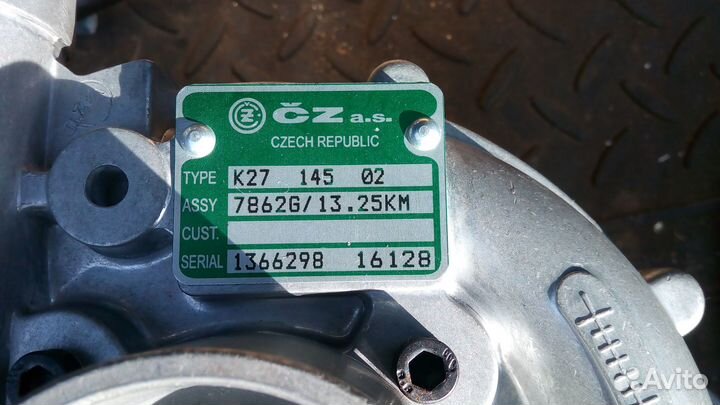 ČZ a.s.
CZECH REPUBLIC
TYPE K27 145 02
ASSY 7862G/13.25KM
CUST.
SERIAL 1366298 16128
Avito